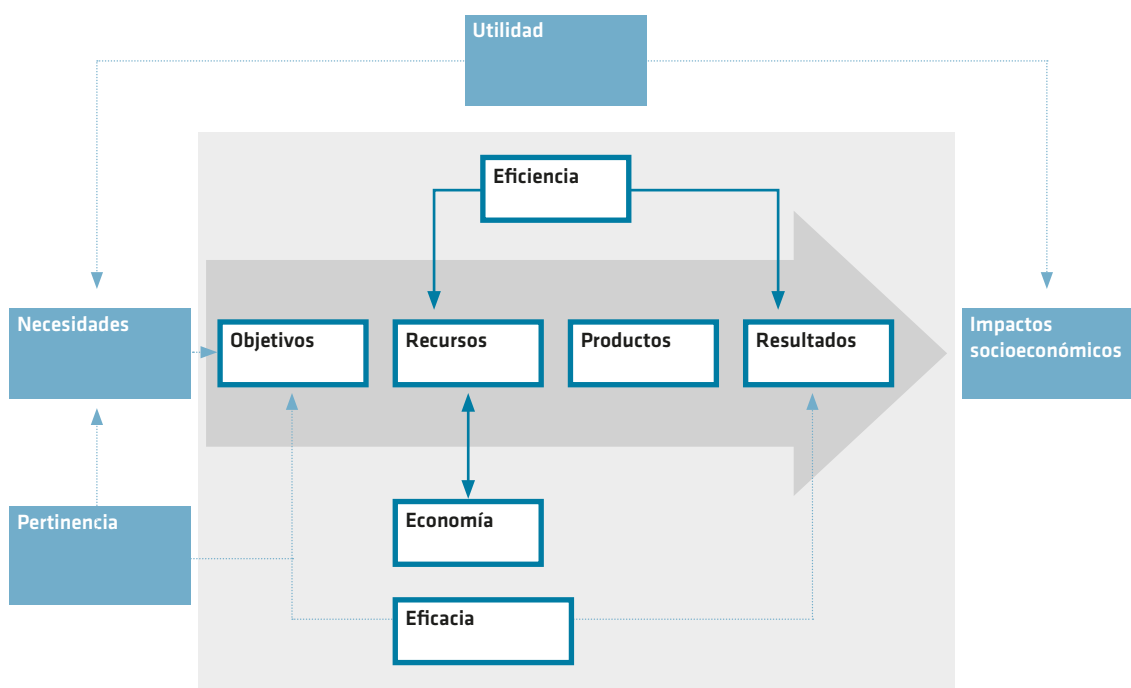 Utilidad
Eficiencia
Necesidades
Objetivos
Recursos
Productos
Resultados
Impactos
socioeconómicos
Pertinencia
Economía
Eficacia